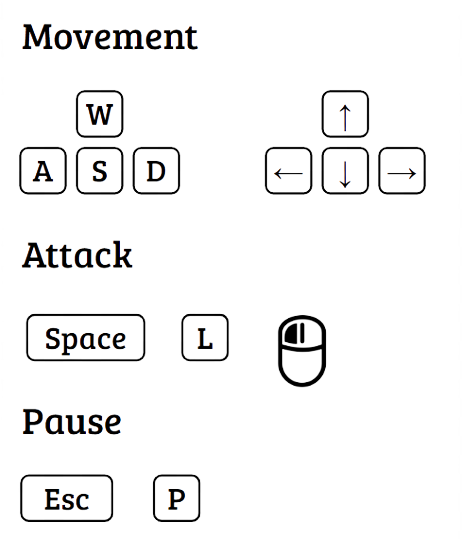 Movement
W ↑
A S D ← ↓ →
Attack
Space L
Pause
Esc P